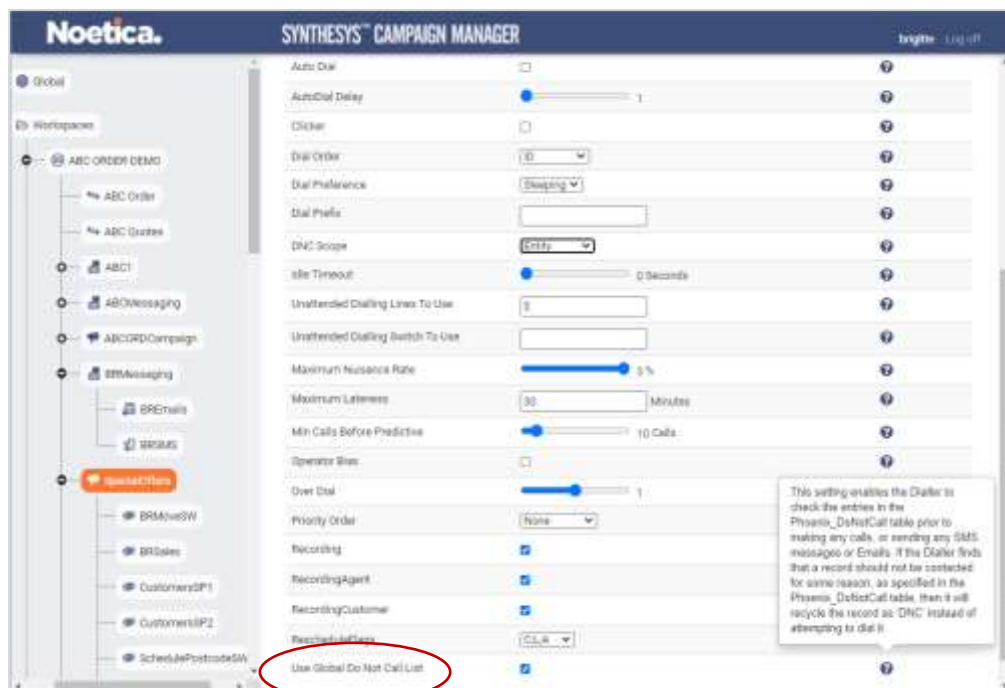 Noetica.
SYNTHESYS™ CAMPAIGN MANAGER
brigitte Log off
Global
Workspaces
ABC ORDER DEMO
ABC Order
ABC Quotes
ABC1
ABCMessaging
ABCORDCampaign
BRMessaging
BREmails
BRSMS
SpecialOffers
BRMoveSW
BRSales
CustomersSP1
CustomersSP2
SchedulePostcodeSW
Auto Dial
AutoDial Delay 1
Clicker
Dial Order ID
Dial Preference Sleeping
Dial Prefix
DNC Scope Entity
Idle Timeout 0 Seconds
Unattended Dialling Lines To Use
Unattended Dialling Switch To Use
Maximum Nuisance Rate %
Maximum Lateness 30 Minutes
Min Calls Before Predictive 10 Calls
Operator Bias
Over Dial 1
Priority Order None
Recording
RecordingAgent
RecordingCustomer
RescheduleFlags
Use Global Do Not Call List
This setting enables the Dialler to
check the entries in the
Phoenix_DoNotCall table prior to
making any calls, or sending any SMS
messages or Emails. If the Dialler finds
that a record should not be contacted
for some reason, as specified in the
Phoenix_DoNotCall table, then it will
recycle the record as 'DNC' instead of
attempting to dial it.